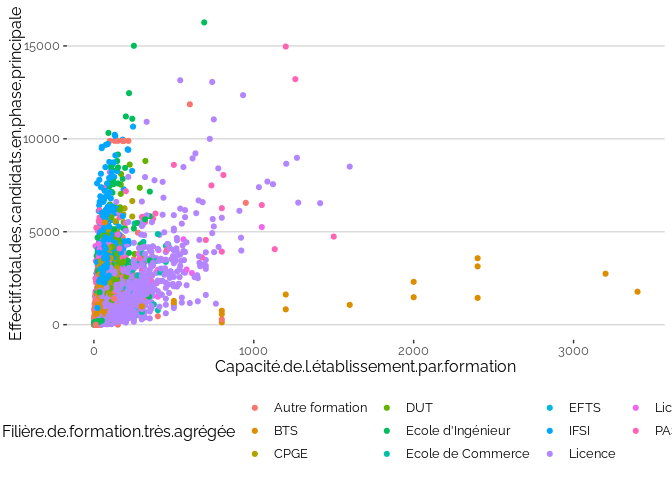 Effectif.total.des.candidats.en.phase.principale
15000
10000
5000
0
0 1000 2000 3000
Capacité.de.l.établissement.par.formation
Filière.de.formation.très.agrégée
Autre formation DUT EFTS Lic
BTS Ecole d'Ingénieur IFSI PAS
CPGE Ecole de Commerce Licence